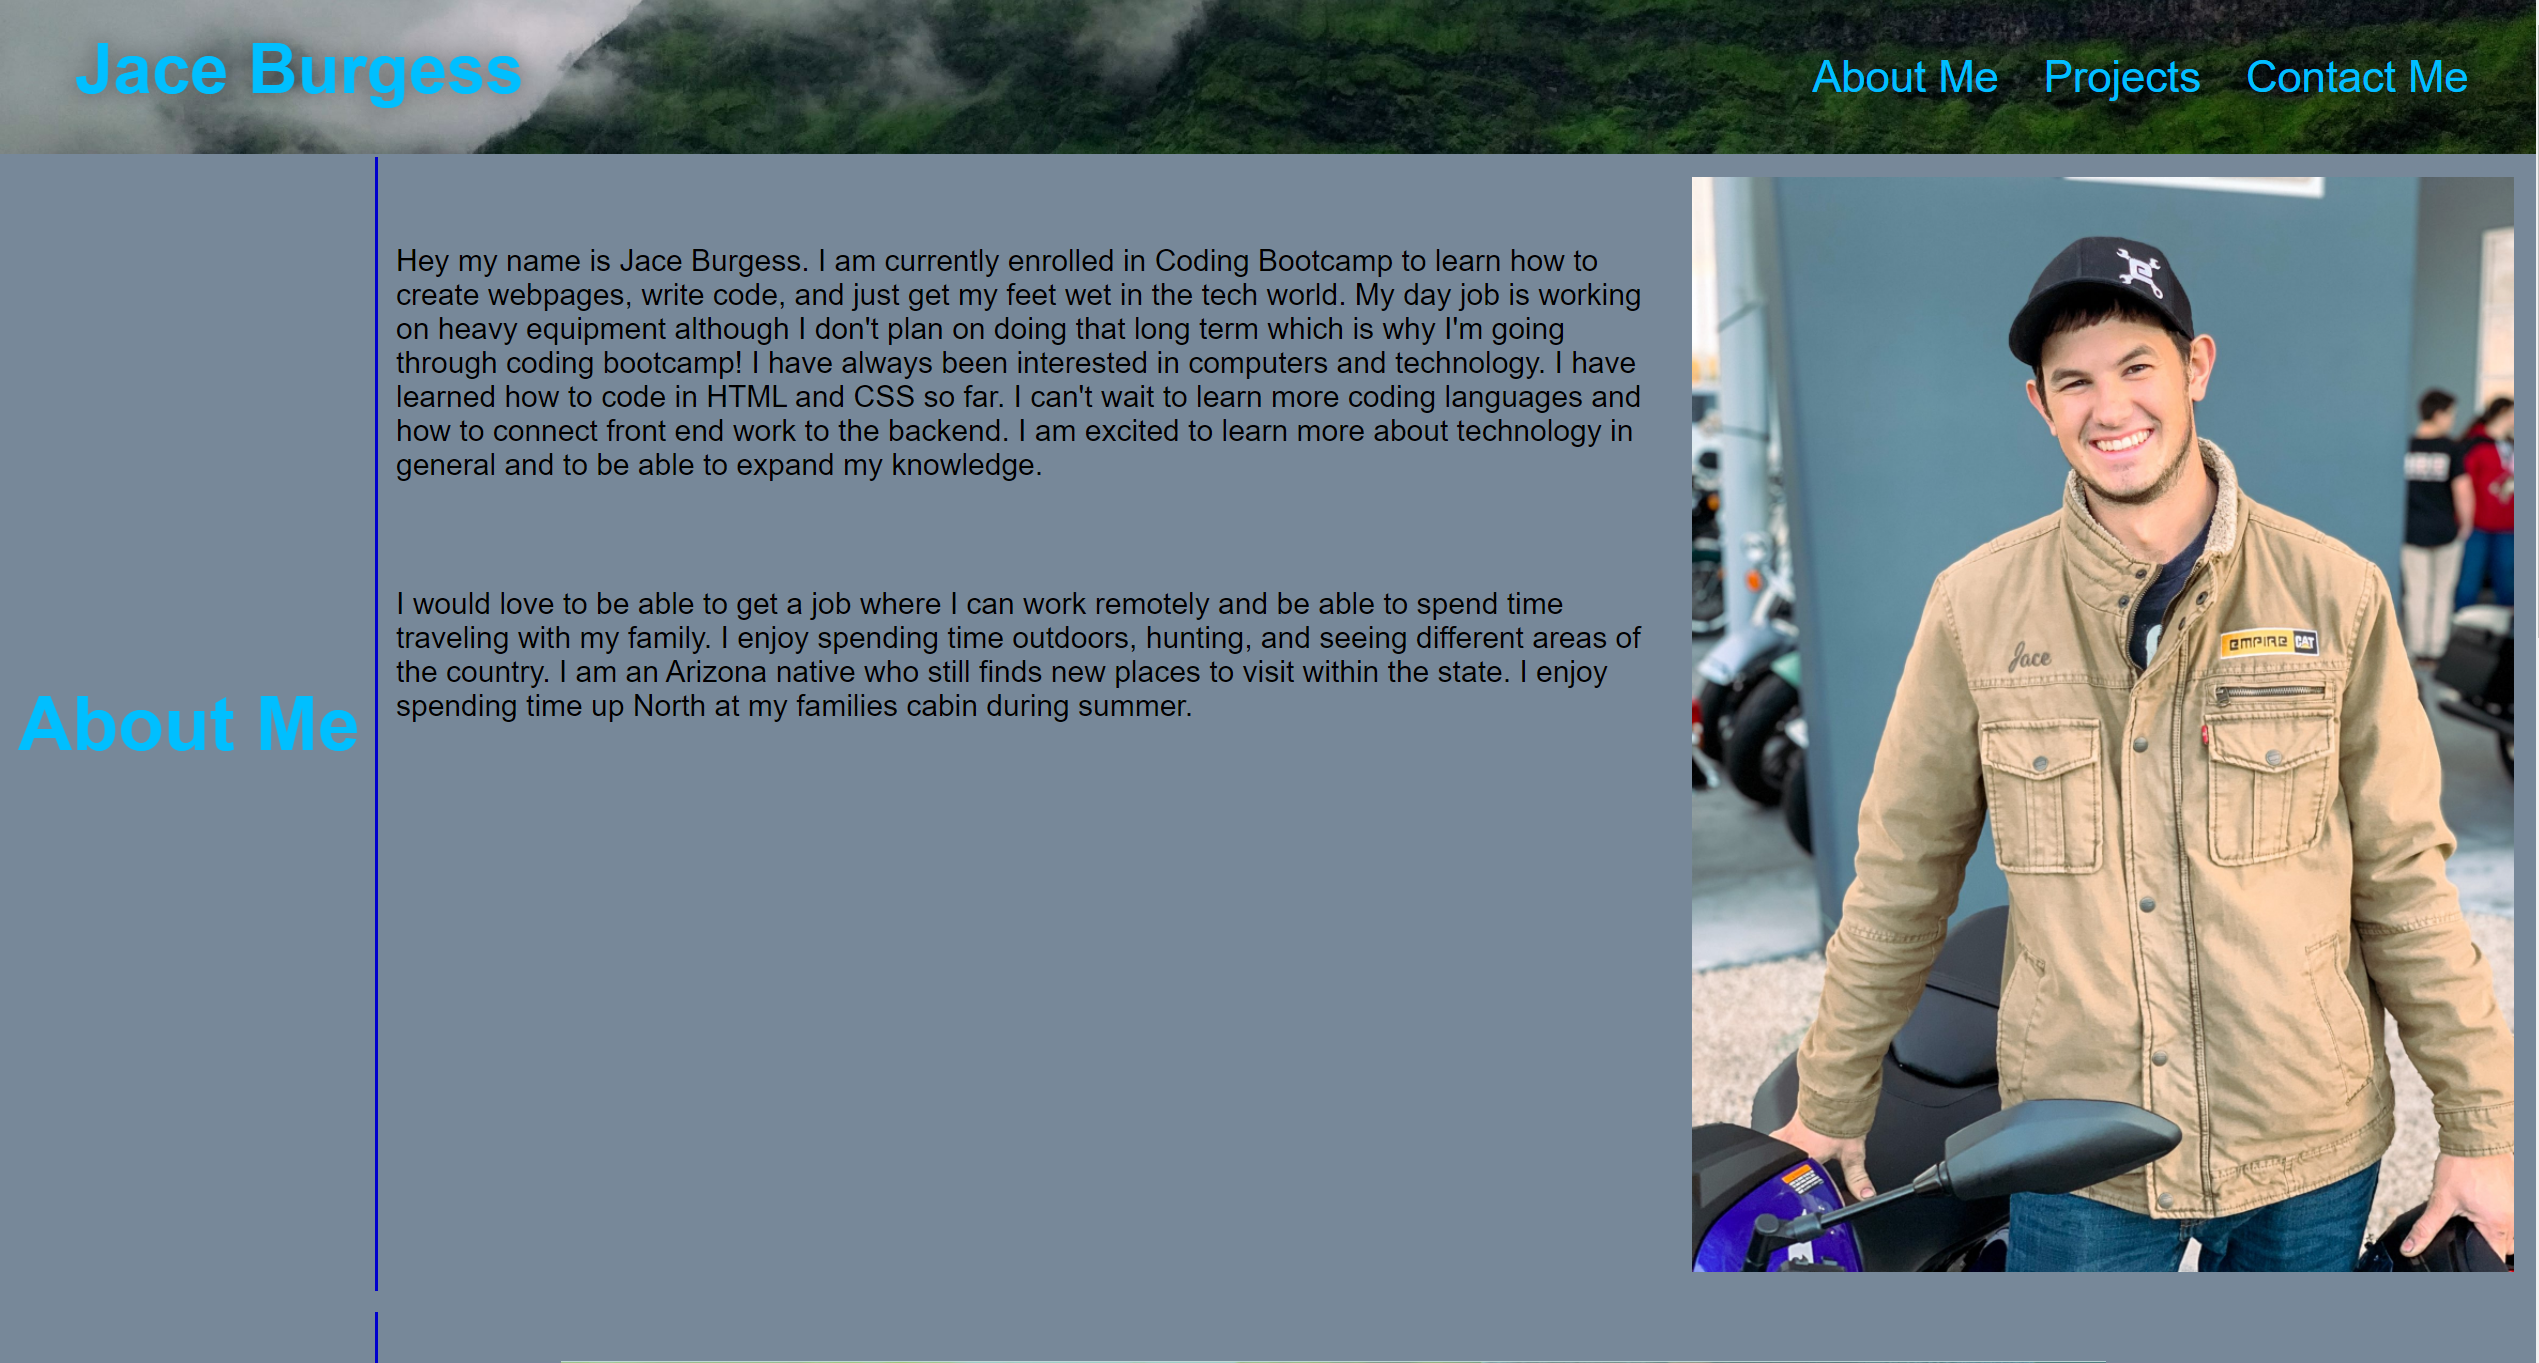 Jace Burgess
About Me Projects Contact Me
Hey my name is Jace Burgess. I am currently enrolled in Coding Bootcamp to learn how to
create webpages, write code, and just get my feet wet in the tech world. My day job is working
on heavy equipment although I don't plan on doing that long term which is why I'm going
through coding bootcamp! I have always been interested in computers and technology. I have
learned how to code in HTML and CSS so far. I can't wait to learn more coding languages and
how to connect front end work to the backend. I am excited to learn more about technology in
general and to be able to expand my knowledge.
I would love to be able to get a job where I can work remotely and be able to spend time
traveling with my family. I enjoy spending time outdoors, hunting, and seeing different areas of
the country. I am an Arizona native who still finds new places to visit within the state. I enjoy
spending time up North at my families cabin during summer.
About Me
Jace
EMPIRE CAT